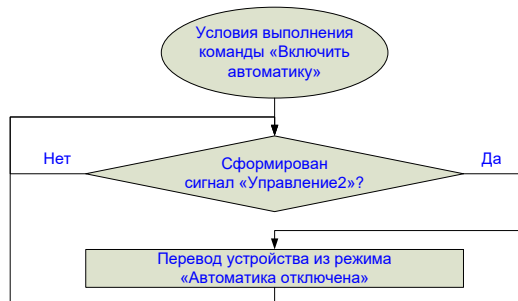 Условия выполнения
команды «Включить
автоматику»
Нет
Сформирован
сигнал «Управление2»?
Да
Перевод устройства из режима
«Автоматика отключена»